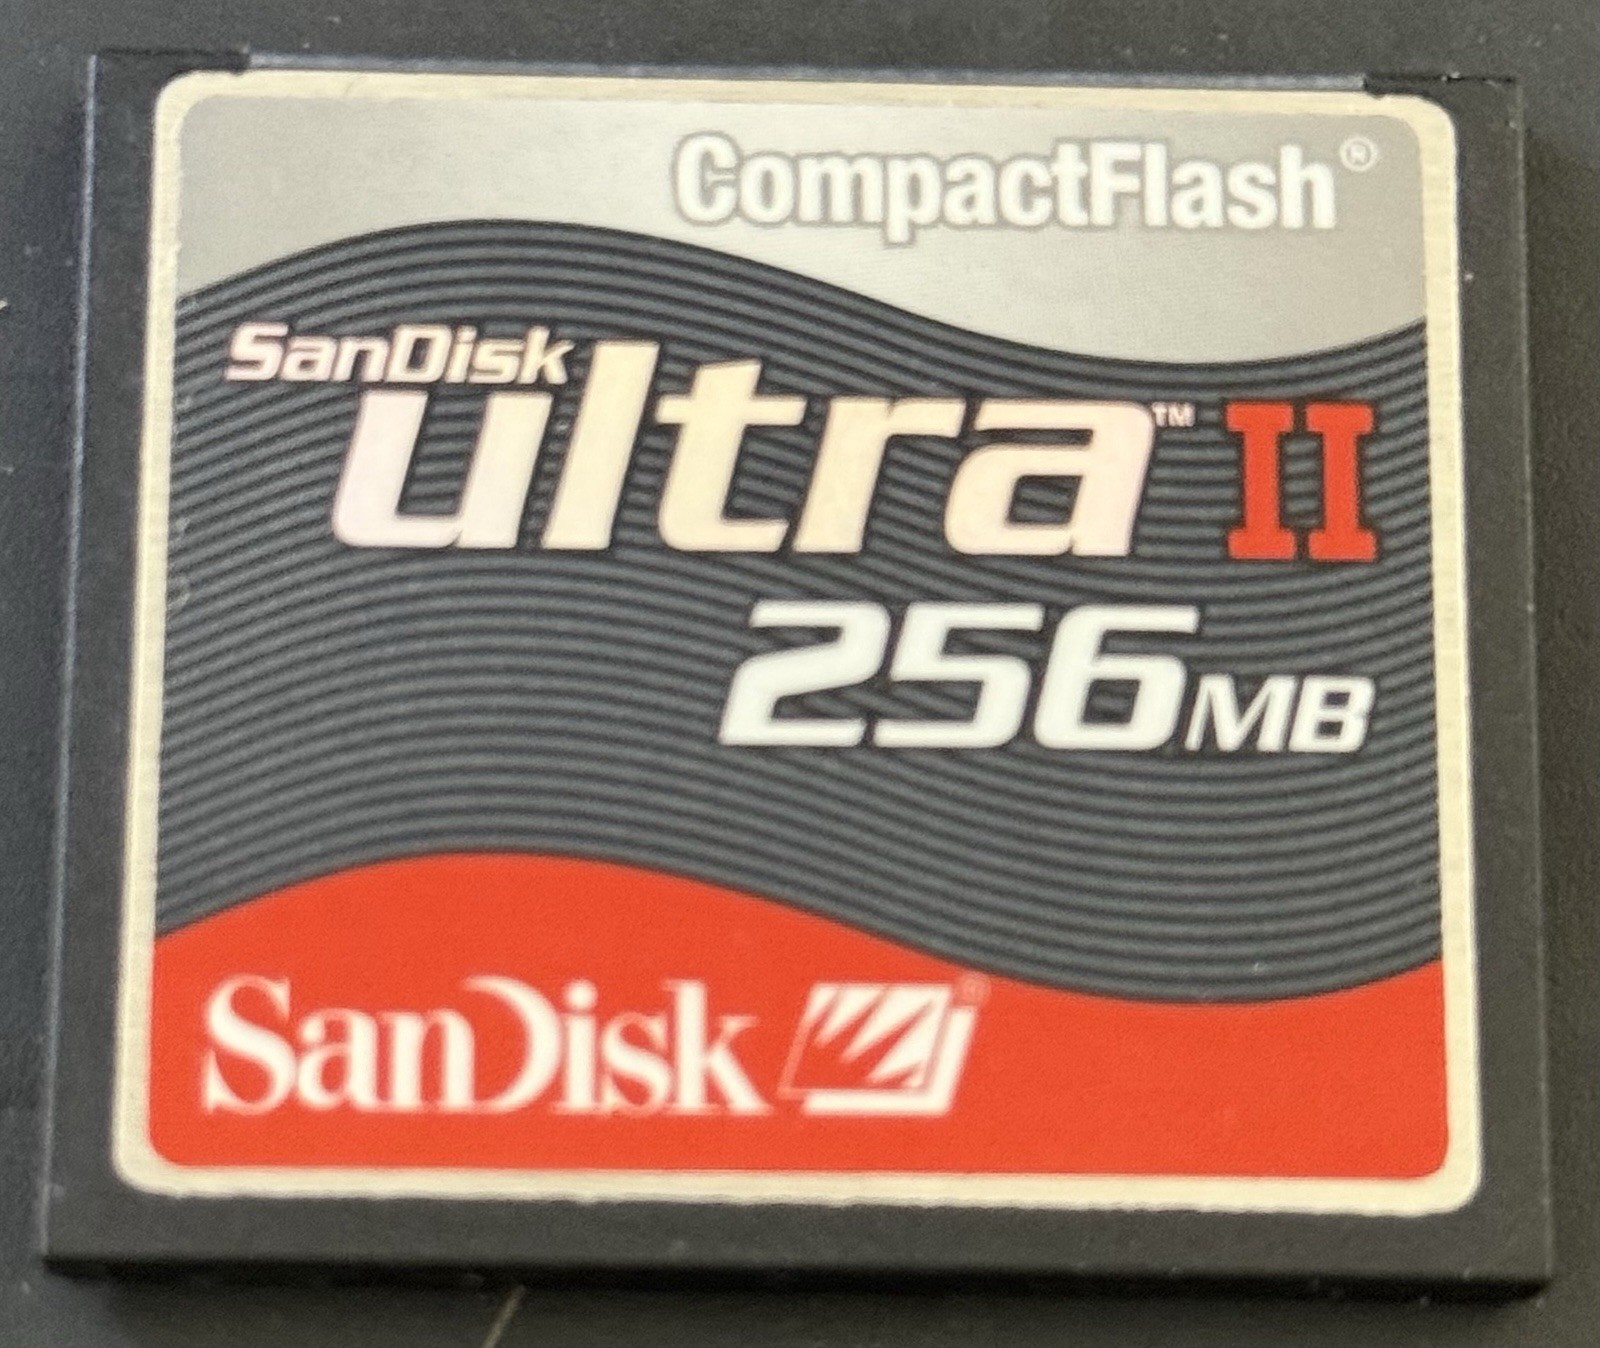 CompactFlash®
SanDisk
ultra™ II
256MB
SanDisk®